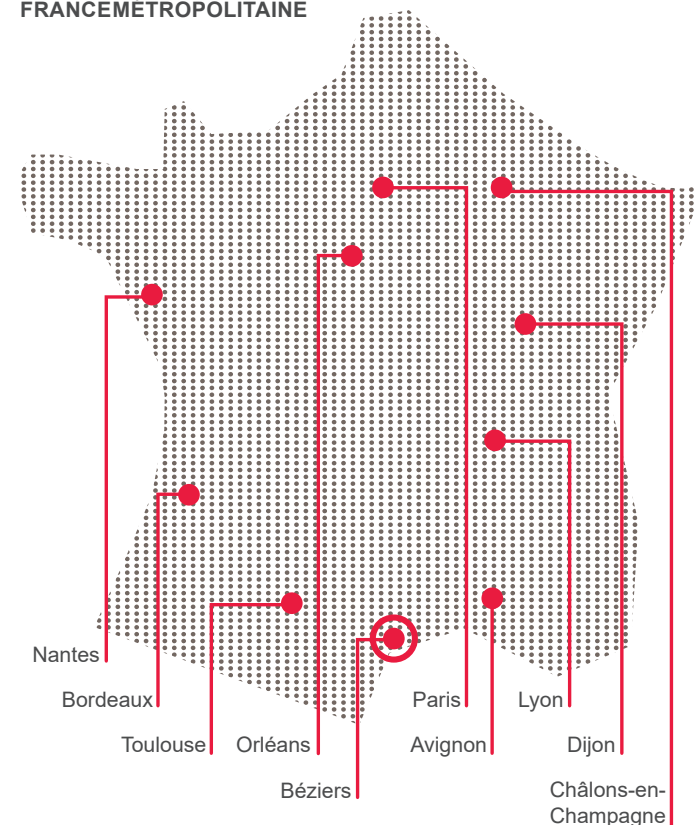 FRANCEMÉTROPOLITAINE
Nantes
Bordeaux
Paris
Lyon
Toulouse
Orléans
Avignon
Dijon
Béziers
Châlons-en-
Champagne